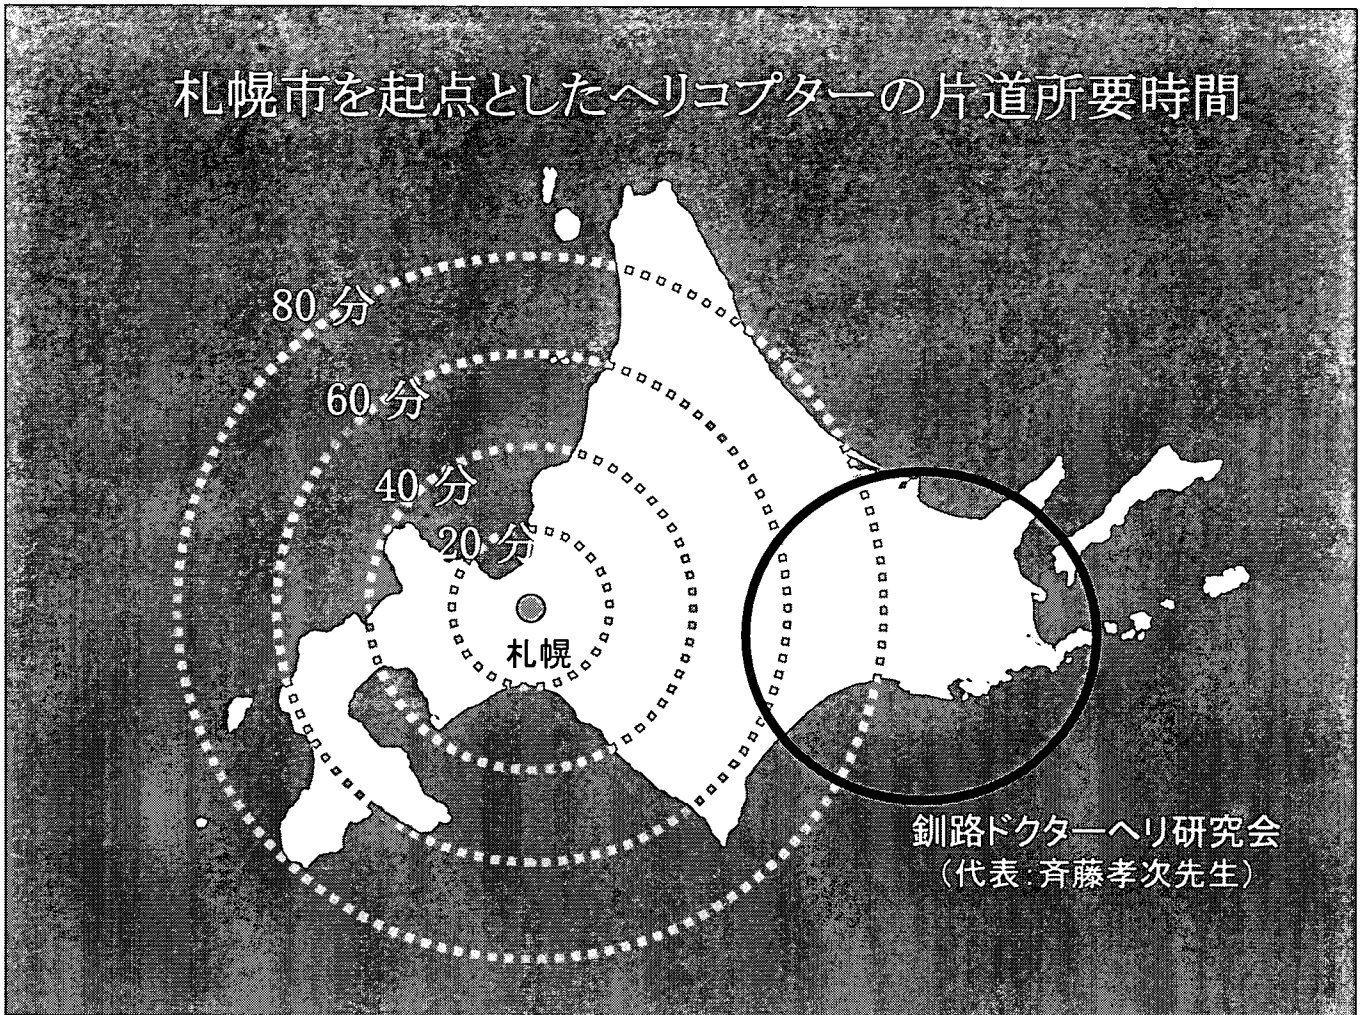 札幌市を起点としたヘリコプターの片道所要時間
80 分
60 分
40 分
20 分
札幌
釧路ドクターヘリ研究会
（代表：斉藤孝次先生）